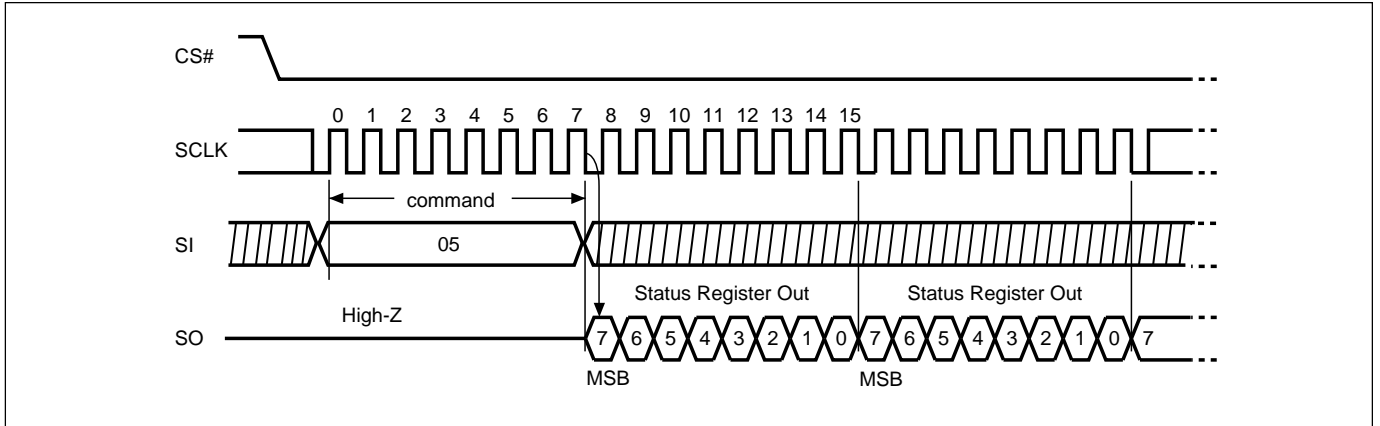 CS#
0 1 2 3 4 5 6 7 8 9 10 11 12 13 14 15
SCLK
command
SI
05
Status Register Out Status Register Out
High-Z
SO
7 6 5 4 3 2 1 0 7 6 5 4 3 2 1 0 7
MSB MSB